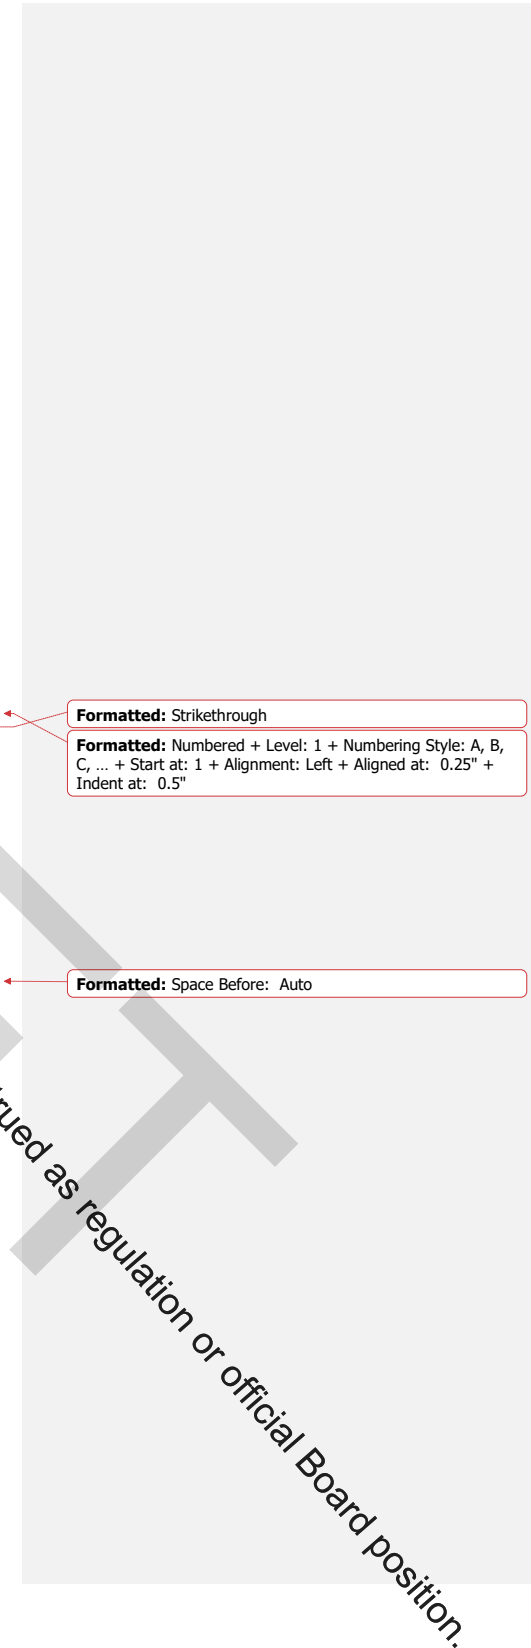 Formatted: Strikethrough
Formatted: Numbered + Level: 1 + Numbering Style: A, B,
C, … + Start at: 1 + Alignment: Left + Aligned at: 0.25" +
Indent at: 0.5"
Formatted: Space Before: Auto
as regulation or official Board position.